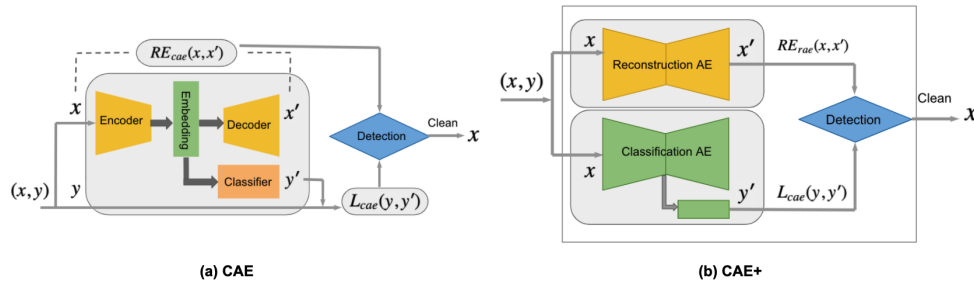 RE_cae(x,x′)
x
Encoder
Embedding
x′
Decoder
Classifier
y
y′
(x,y)
L_cae(y,y′)
Detection
Clean
x
(a) CAE
(x,y)
x
Reconstruction AE
x′
RE_rae(x,x′)
Classification AE
x
y′
L_cae(y,y′)
Detection
Clean
x
(b) CAE+